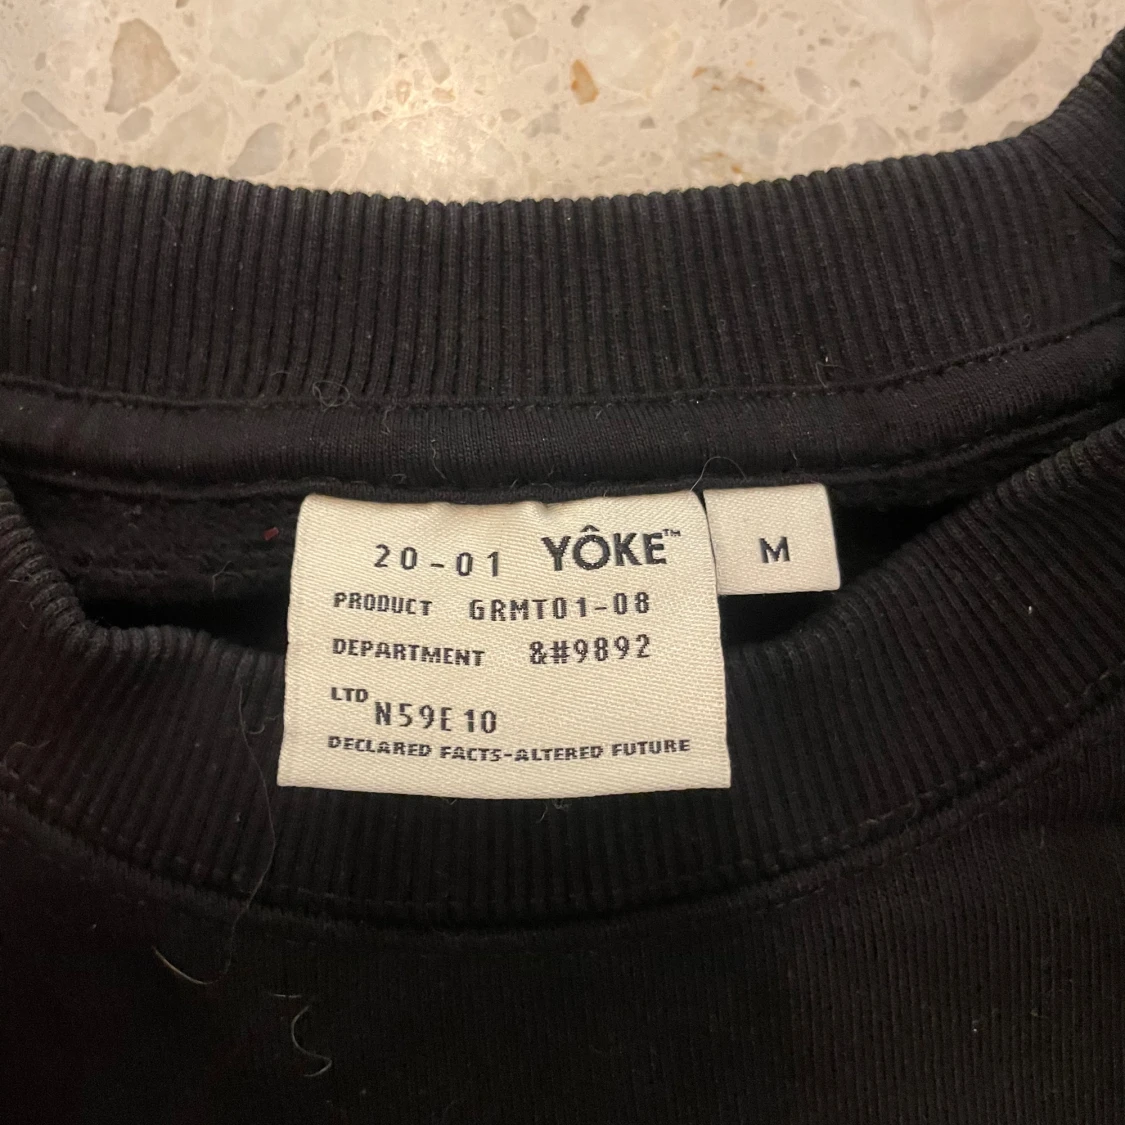 20-01 YÔKE™
M
PRODUCT GRMT01-08
DEPARTMENT &#9892
LTD N59E10
DECLARED FACTS-ALTERED FUTURE